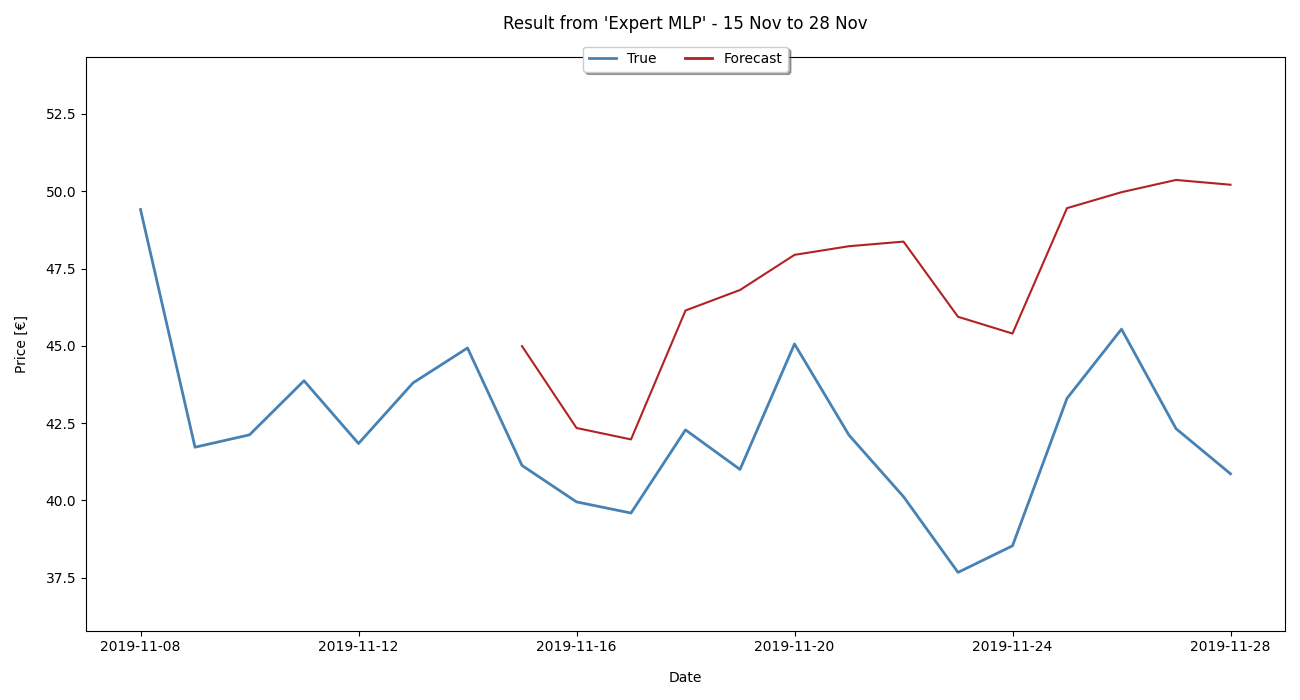 Result from 'Expert MLP' - 15 Nov to 28 Nov
True Forecast
Price [€]
52.5
50.0
47.5
45.0
42.5
40.0
37.5
2019-11-08 2019-11-12 2019-11-16 2019-11-20 2019-11-24 2019-11-28
Date